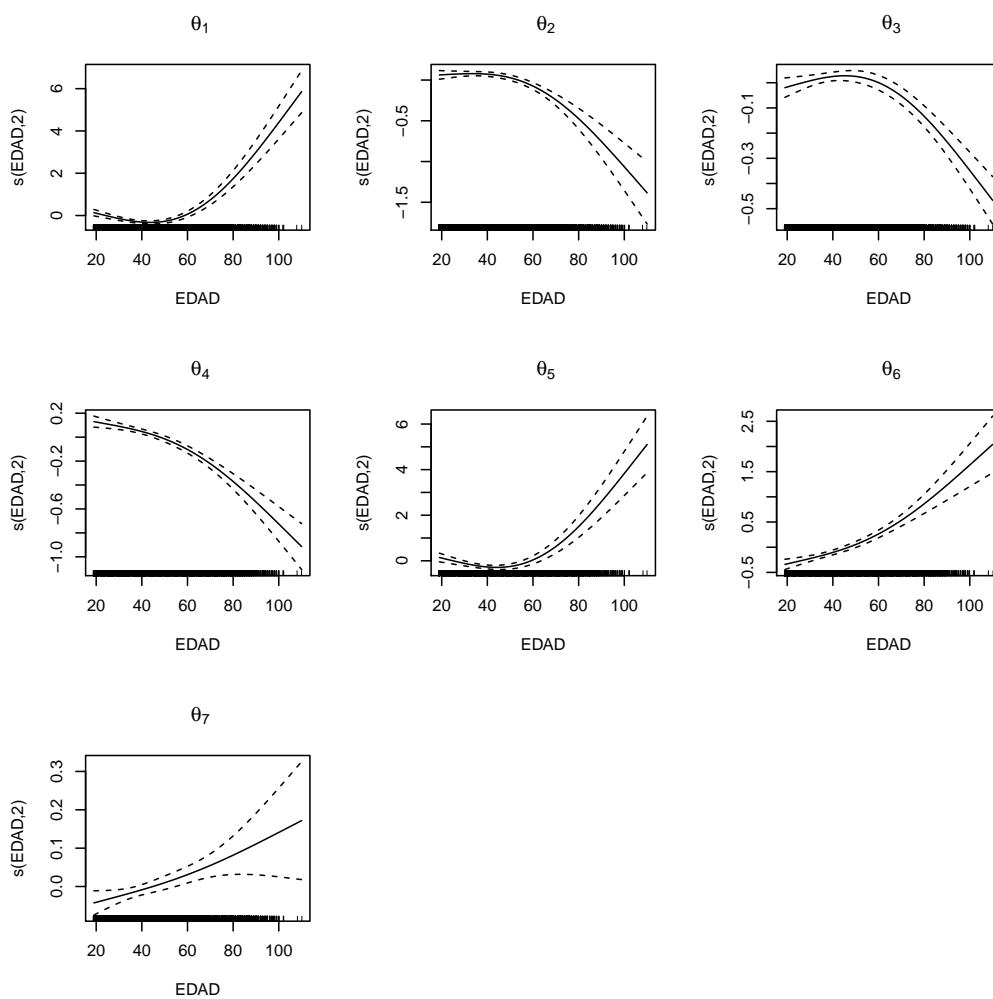 θ1 θ2 θ3
s(EDAD,2) 0 2 4 6 s(EDAD,2) −1.5 −0.5 s(EDAD,2) −0.5 −0.3 −0.1
20 40 60 80 100 20 40 60 80 100 20 40 60 80 100
EDAD EDAD EDAD
θ4 θ5 θ6
s(EDAD,2) −1.0 −0.6 −0.2 0.2 s(EDAD,2) 0 2 4 6 s(EDAD,2) −0.5 0.5 1.5 2.5
20 40 60 80 100 20 40 60 80 100 20 40 60 80 100
EDAD EDAD EDAD
θ7
s(EDAD,2) 0.0 0.1 0.2 0.3
20 40 60 80 100
EDAD